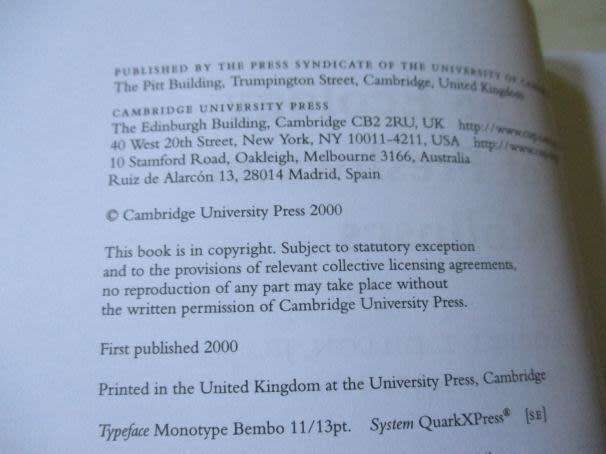 PUBLISHED BY THE PRESS SYNDICATE OF THE UNIVERSITY OF
The Pitt Building, Trumpington Street, Cambridge, United Kingdom
CAMBRIDGE UNIVERSITY PRESS
The Edinburgh Building, Cambridge CB2 2RU, UK
40 West 20th Street, New York, NY 10011-4211, USA
10 Stamford Road, Oakleigh, Melbourne 3166, Australia
Ruiz de Alarcón 13, 28014 Madrid, Spain
© Cambridge University Press 2000
This book is in copyright. Subject to statutory exception
and to the provisions of relevant collective licensing agreements,
no reproduction of any part may take place without
the written permission of Cambridge University Press.
First published 2000
Printed in the United Kingdom at the University Press, Cambridge
Typeface Monotype Bembo 11/13pt. System QuarkXPress® [SE]